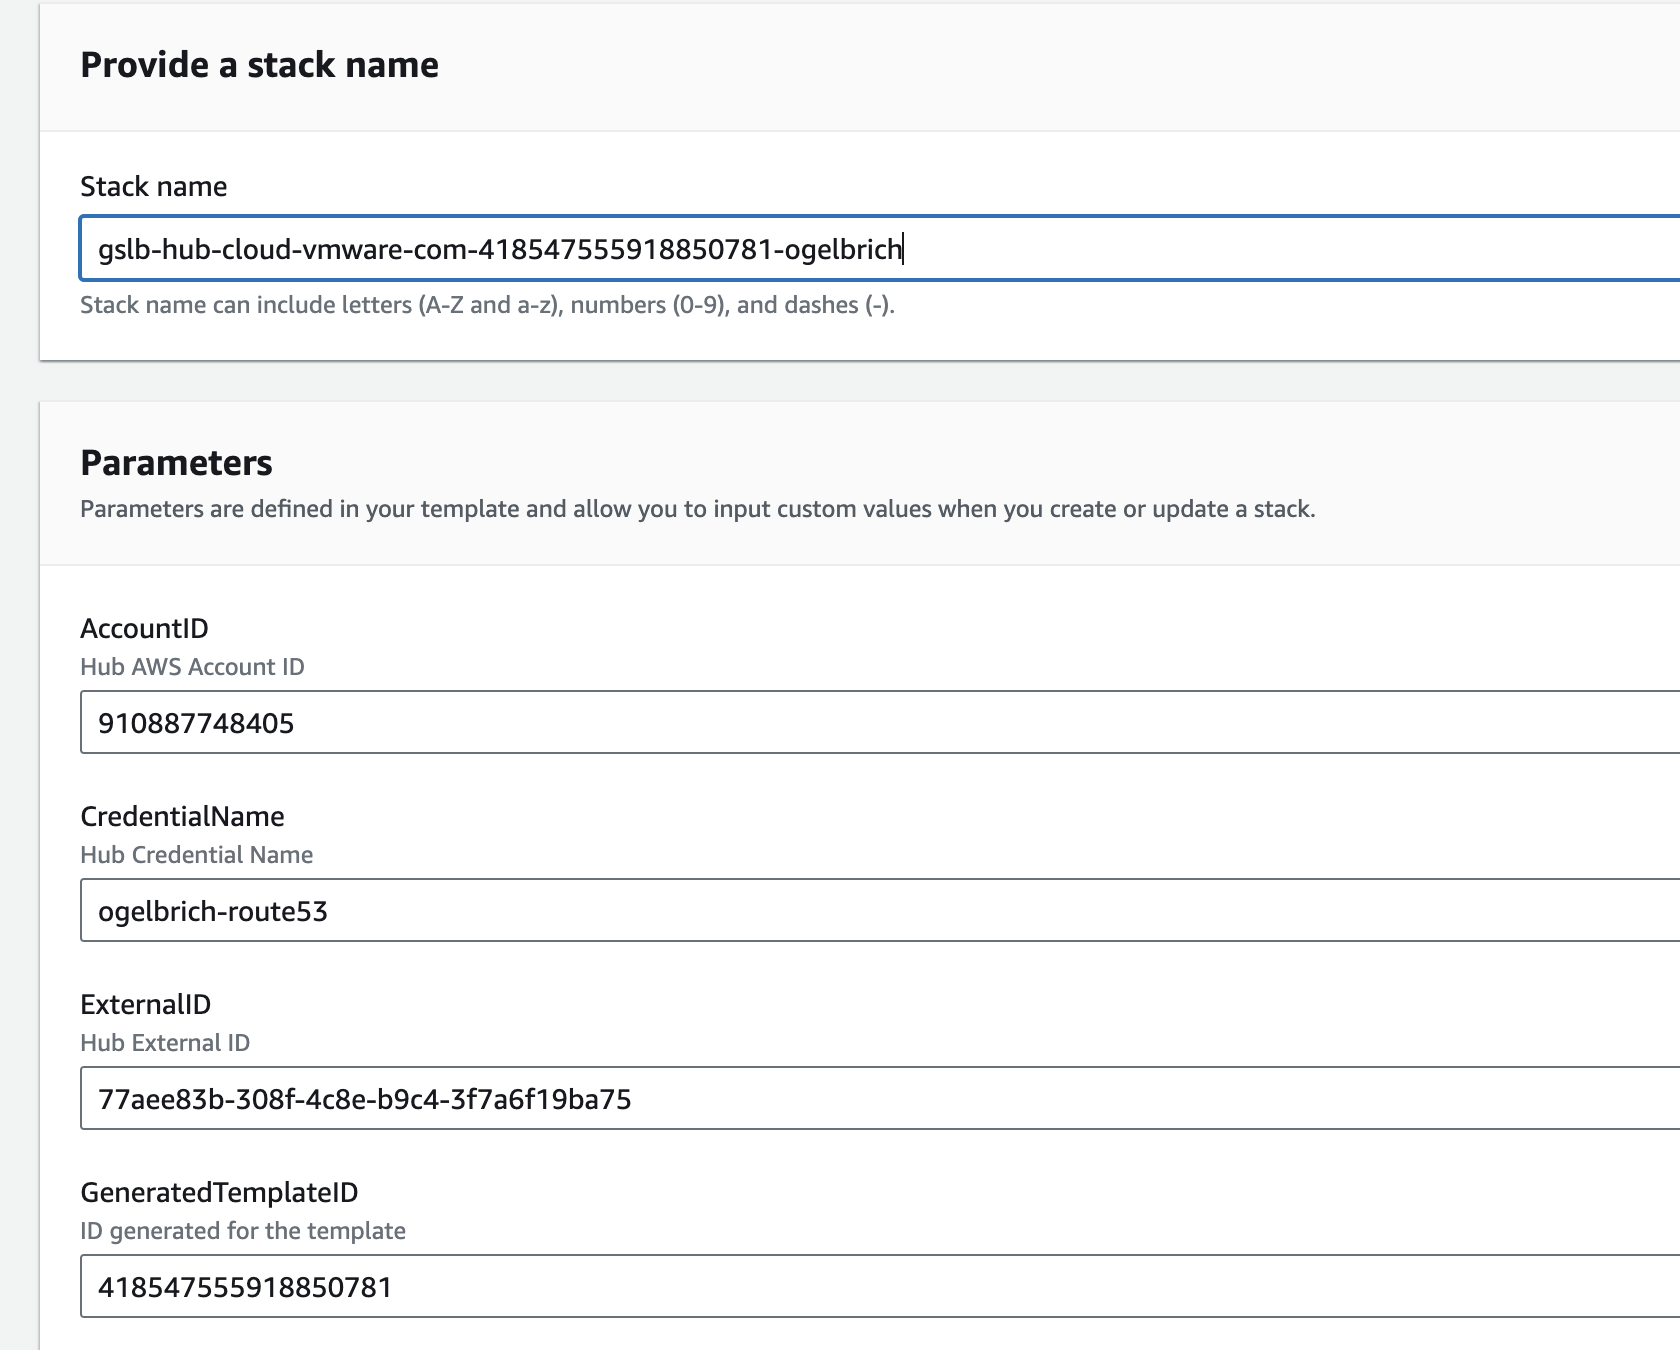 Provide a stack name
Stack name
gslb-hub-cloud-vmware-com-418547555918850781-ogelbrich
Stack name can include letters (A-Z and a-z), numbers (0-9), and dashes (-).
Parameters
Parameters are defined in your template and allow you to input custom values when you create or update a stack.
AccountID
Hub AWS Account ID
910887748405
CredentialName
Hub Credential Name
ogelbrich-route53
ExternalID
Hub External ID
77aee83b-308f-4c8e-b9c4-3f7a6f19ba75
GeneratedTemplateID
ID generated for the template
418547555918850781